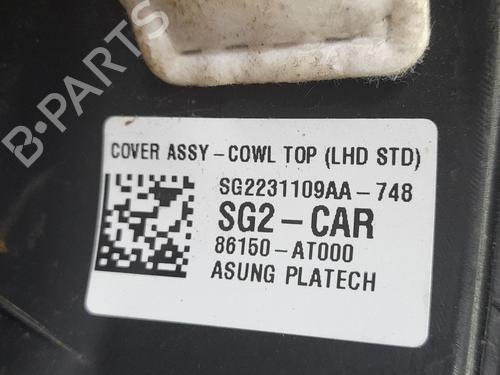 COVER ASSY-COWL TOP (LHD STD)
SG2231109AA-748
SG2-CAR
86150-AT000
ASUNG PLATECH
B-PARTS